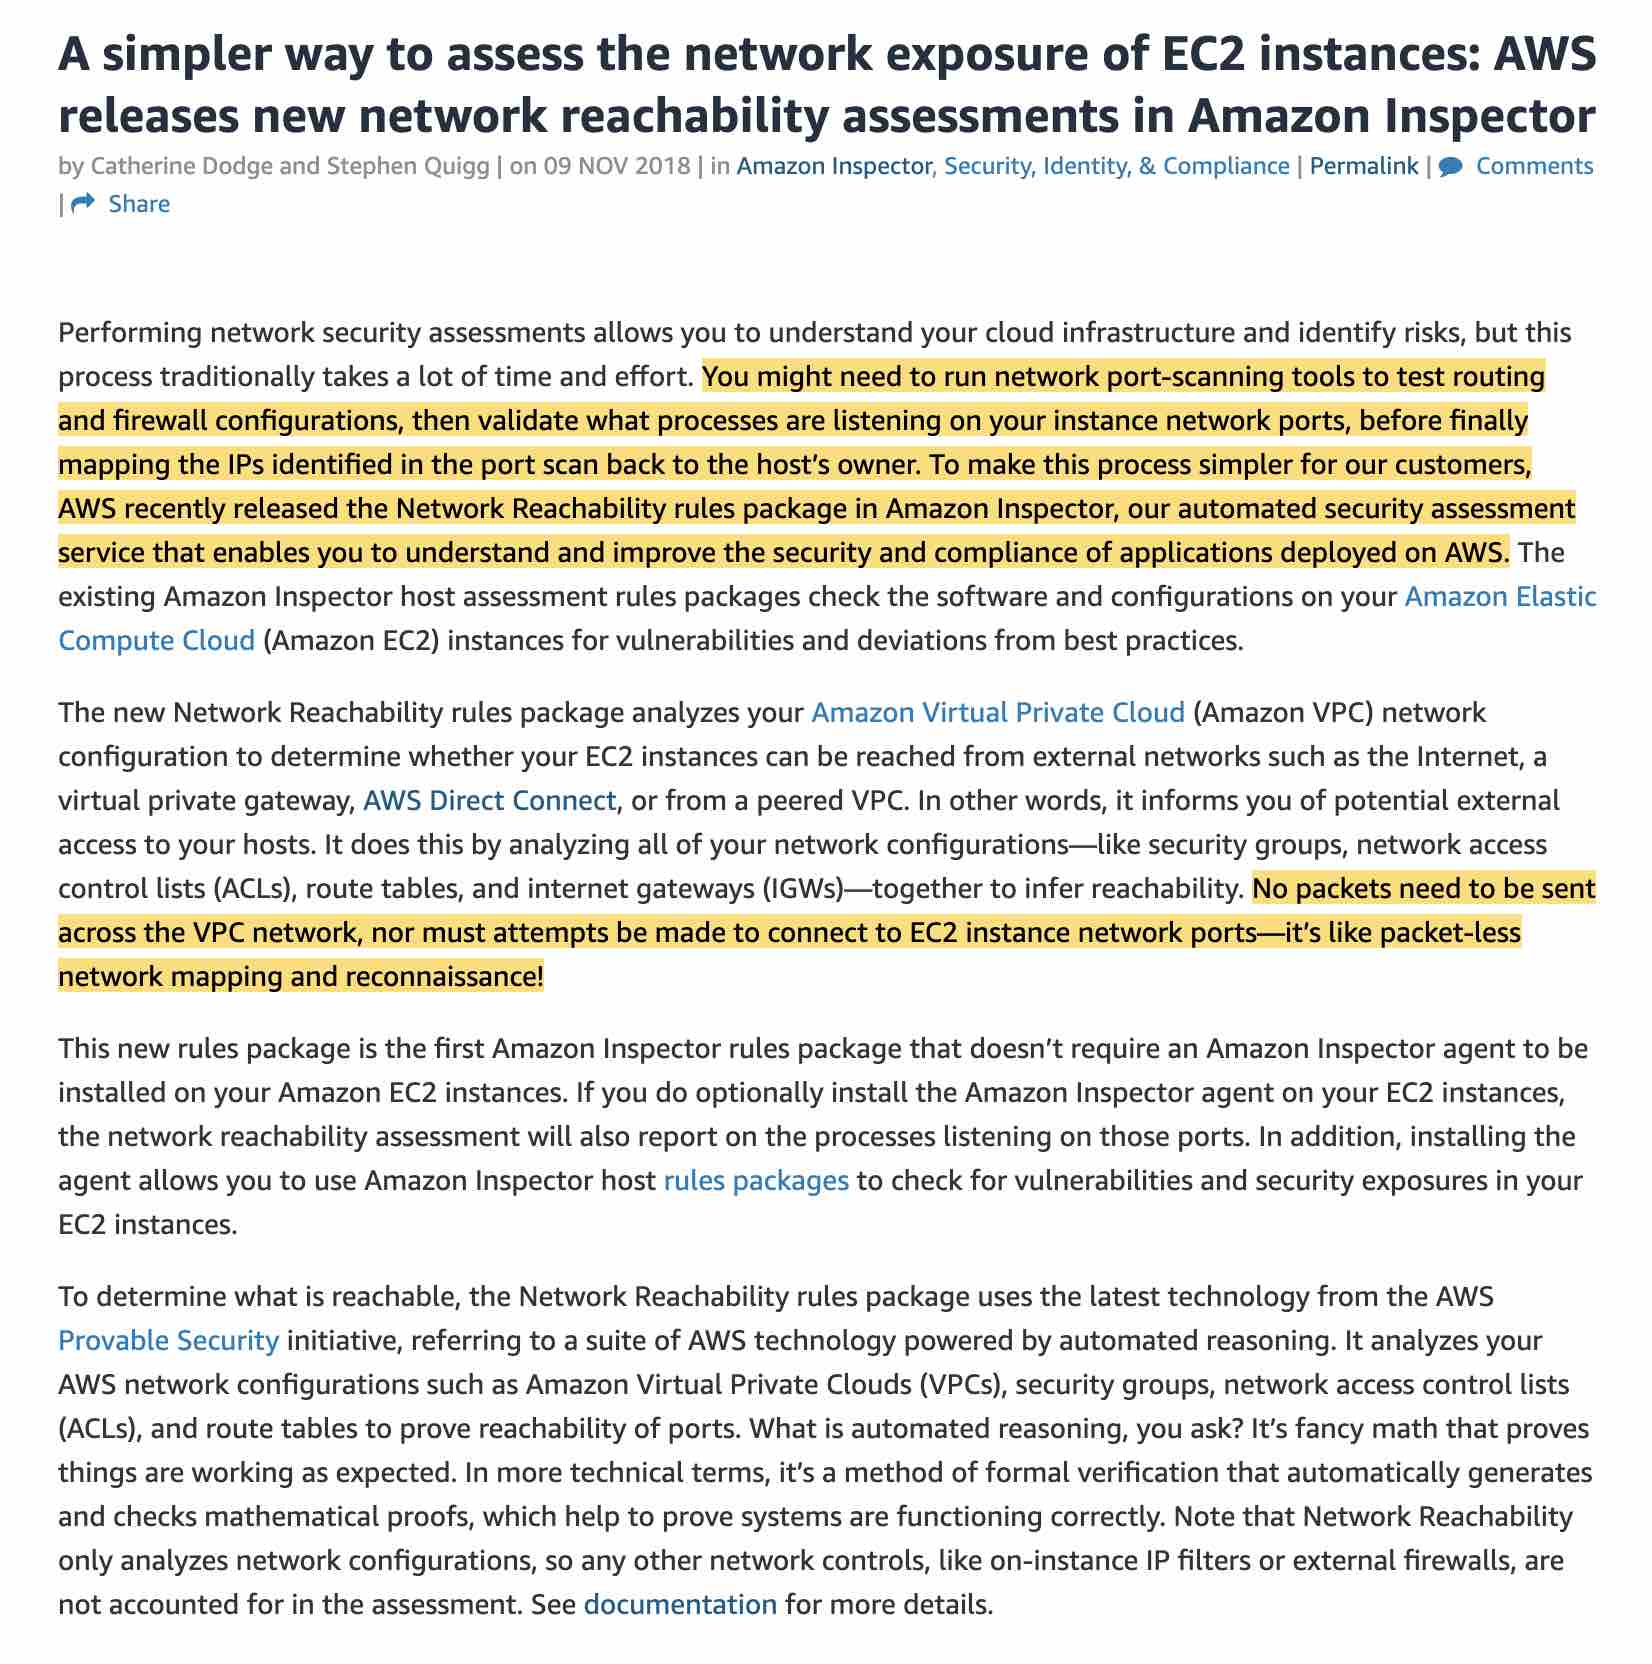 A simpler way to assess the network exposure of EC2 instances: AWS
releases new network reachability assessments in Amazon Inspector
by Catherine Dodge and Stephen Quigg | on 09 NOV 2018 | in Amazon Inspector, Security, Identity, & Compliance | Permalink | Comments
| Share
Performing network security assessments allows you to understand your cloud infrastructure and identify risks, but this
process traditionally takes a lot of time and effort. You might need to run network port-scanning tools to test routing
and firewall configurations, then validate what processes are listening on your instance network ports, before finally
mapping the IPs identified in the port scan back to the host’s owner. To make this process simpler for our customers,
AWS recently released the Network Reachability rules package in Amazon Inspector, our automated security assessment
service that enables you to understand and improve the security and compliance of applications deployed on AWS. The
existing Amazon Inspector host assessment rules packages check the software and configurations on your Amazon Elastic
Compute Cloud (Amazon EC2) instances for vulnerabilities and deviations from best practices.
The new Network Reachability rules package analyzes your Amazon Virtual Private Cloud (Amazon VPC) network
configuration to determine whether your EC2 instances can be reached from external networks such as the Internet, a
virtual private gateway, AWS Direct Connect, or from a peered VPC. In other words, it informs you of potential external
access to your hosts. It does this by analyzing all of your network configurations—like security groups, network access
control lists (ACLs), route tables, and internet gateways (IGWs)—together to infer reachability. No packets need to be sent
across the VPC network, nor must attempts be made to connect to EC2 instance network ports—it’s like packet-less
network mapping and reconnaissance!
This new rules package is the first Amazon Inspector rules package that doesn’t require an Amazon Inspector agent to be
installed on your Amazon EC2 instances. If you do optionally install the Amazon Inspector agent on your EC2 instances,
the network reachability assessment will also report on the processes listening on those ports. In addition, installing the
agent allows you to use Amazon Inspector host rules packages to check for vulnerabilities and security exposures in your
EC2 instances.
To determine what is reachable, the Network Reachability rules package uses the latest technology from the AWS
Provable Security initiative, referring to a suite of AWS technology powered by automated reasoning. It analyzes your
AWS network configurations such as Amazon Virtual Private Clouds (VPCs), security groups, network access control lists
(ACLs), and route tables to prove reachability of ports. What is automated reasoning, you ask? It’s fancy math that proves
things are working as expected. In more technical terms, it’s a method of formal verification that automatically generates
and checks mathematical proofs, which help to prove systems are functioning correctly. Note that Network Reachability
only analyzes network configurations, so any other network controls, like on-instance IP filters or external firewalls, are
not accounted for in the assessment. See documentation for more details.